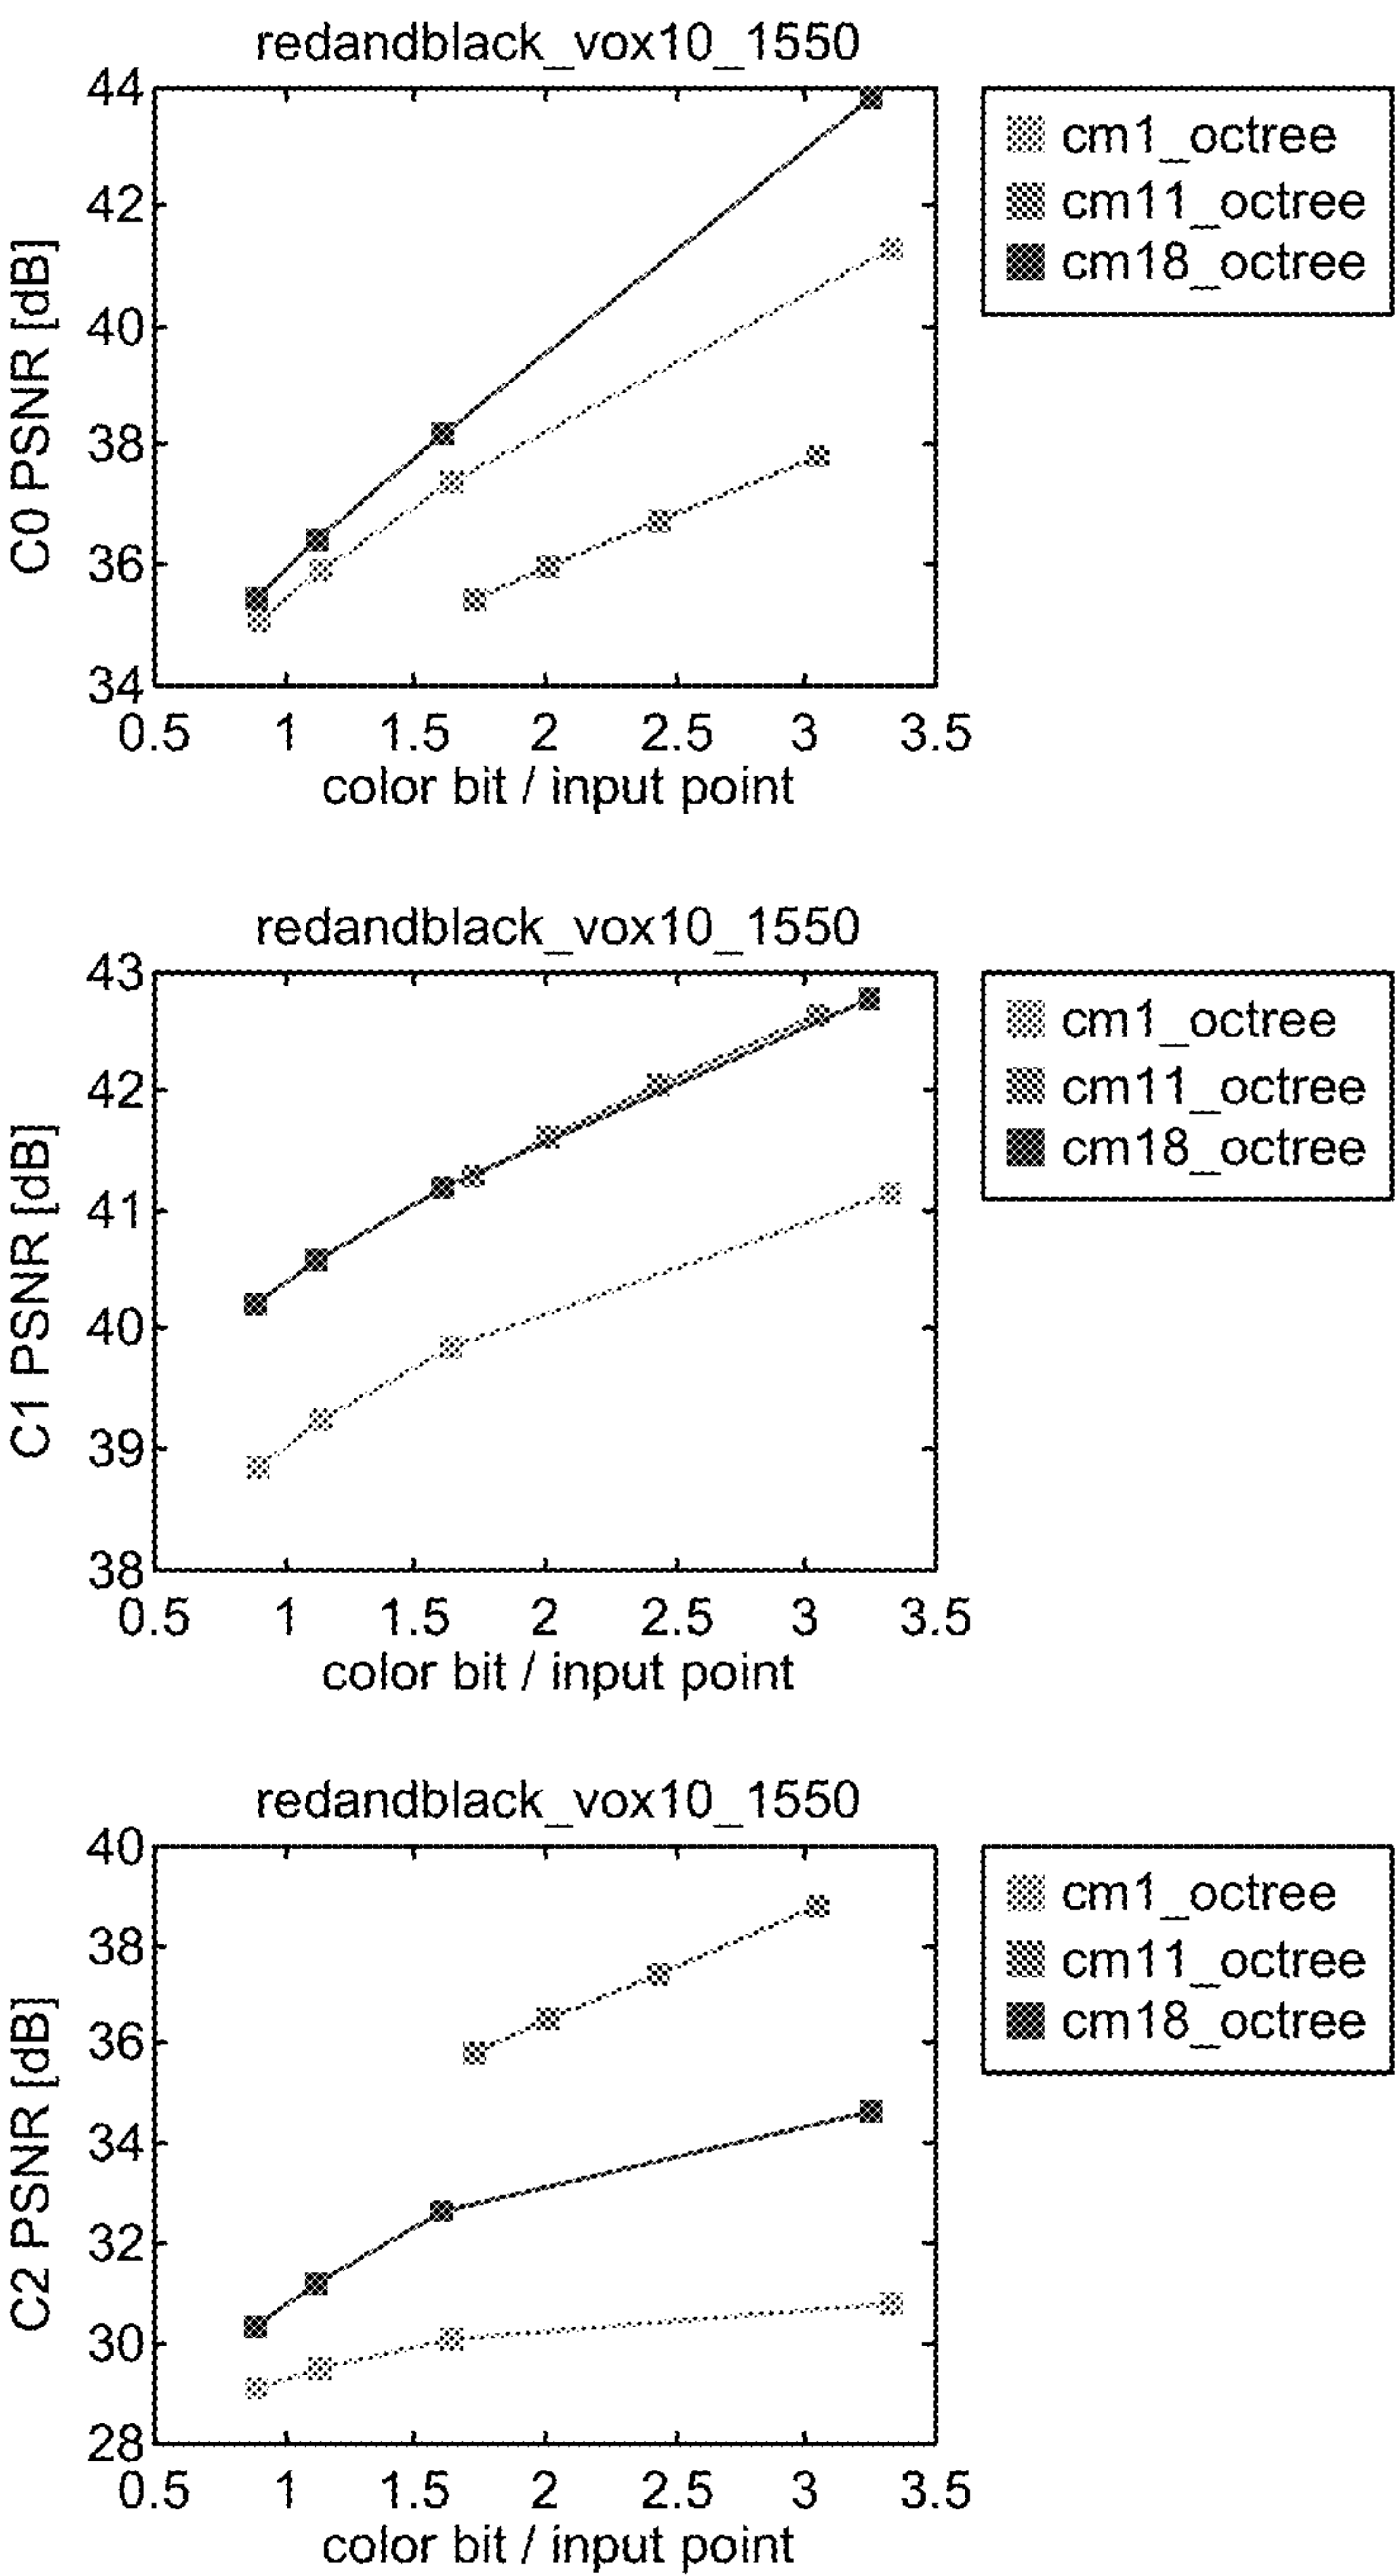 redandblack_vox10_1550
44
42
40
38
36
34
C0 PSNR [dB]
0.5 1 1.5 2 2.5 3 3.5
color bit / input point
cm1_octree
cm11_octree
cm18_octree
redandblack_vox10_1550
43
42
41
40
39
38
C1 PSNR [dB]
0.5 1 1.5 2 2.5 3 3.5
color bit / input point
cm1_octree
cm11_octree
cm18_octree
redandblack_vox10_1550
40
38
36
34
32
30
28
C2 PSNR [dB]
0.5 1 1.5 2 2.5 3 3.5
color bit / input point
cm1_octree
cm11_octree
cm18_octree